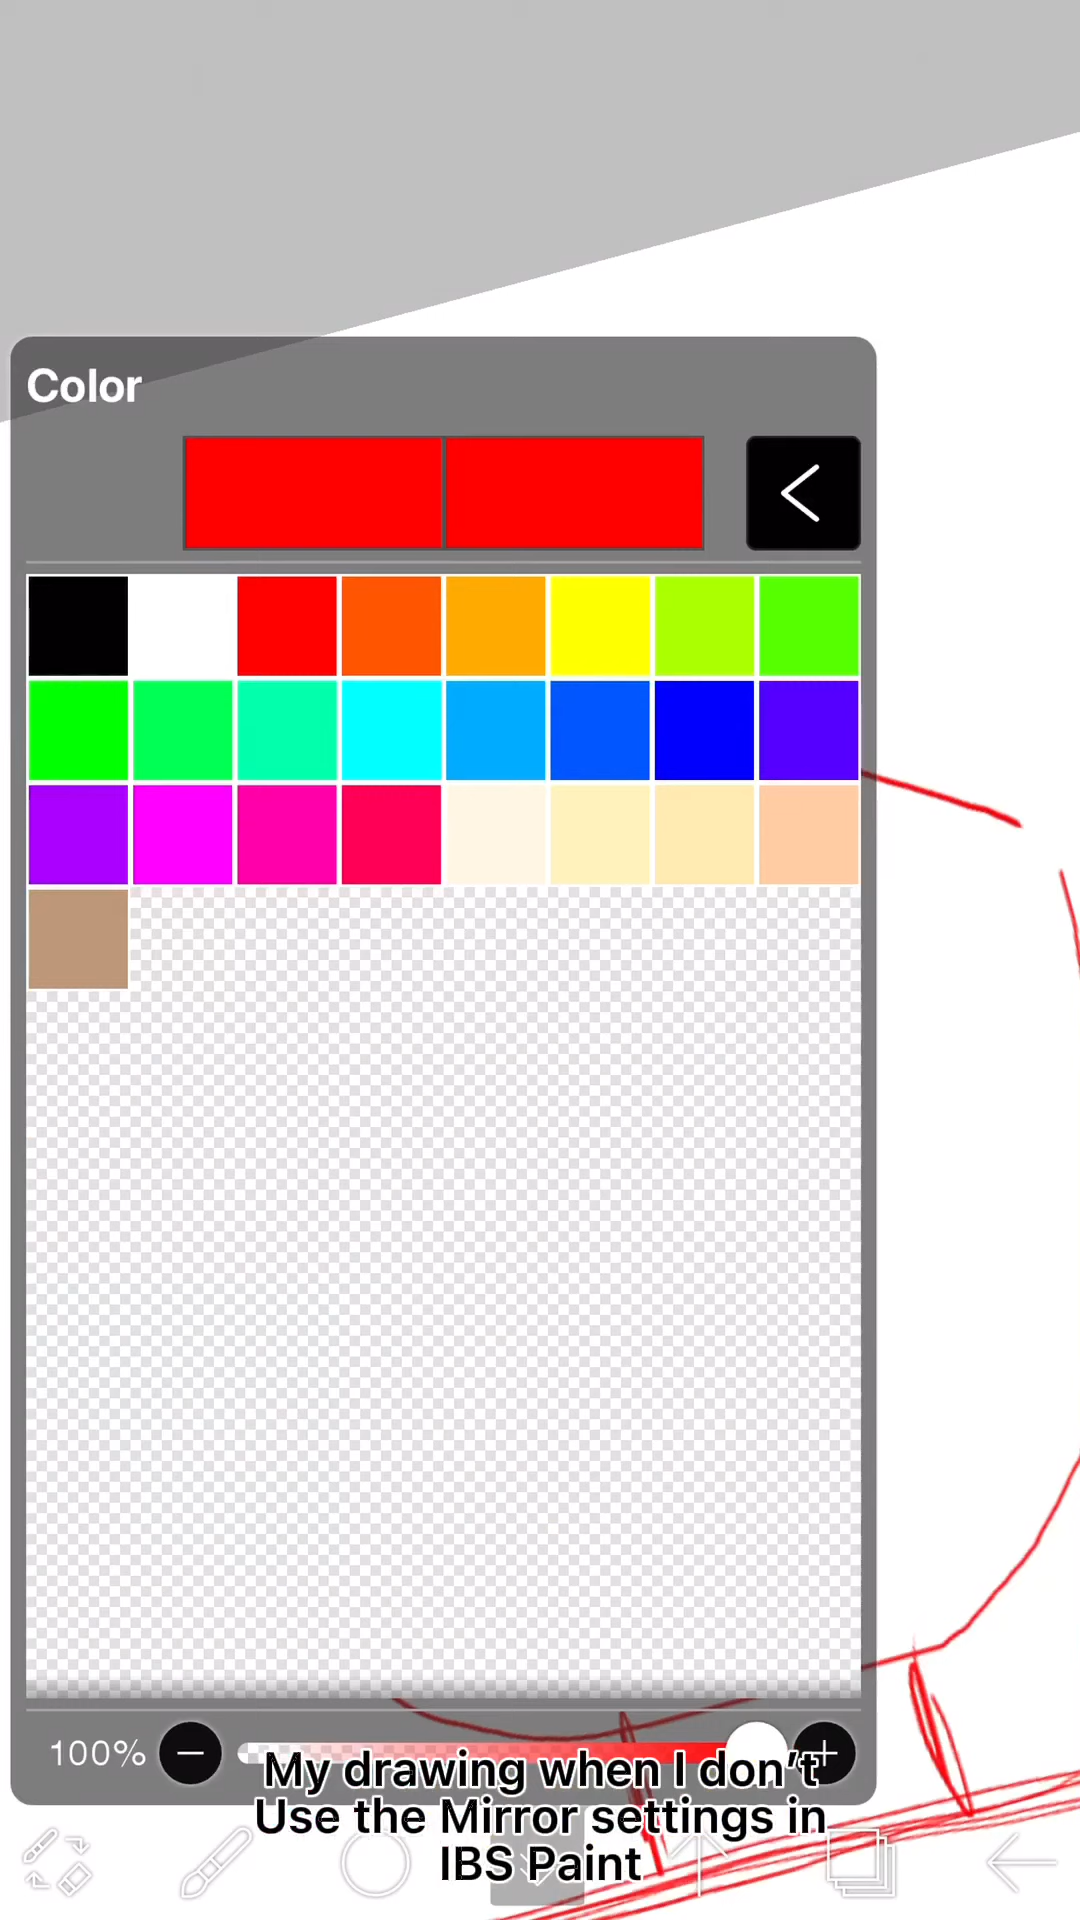 Color
100%
My drawing when I don’t
Use the Mirror settings in
IBS Paint